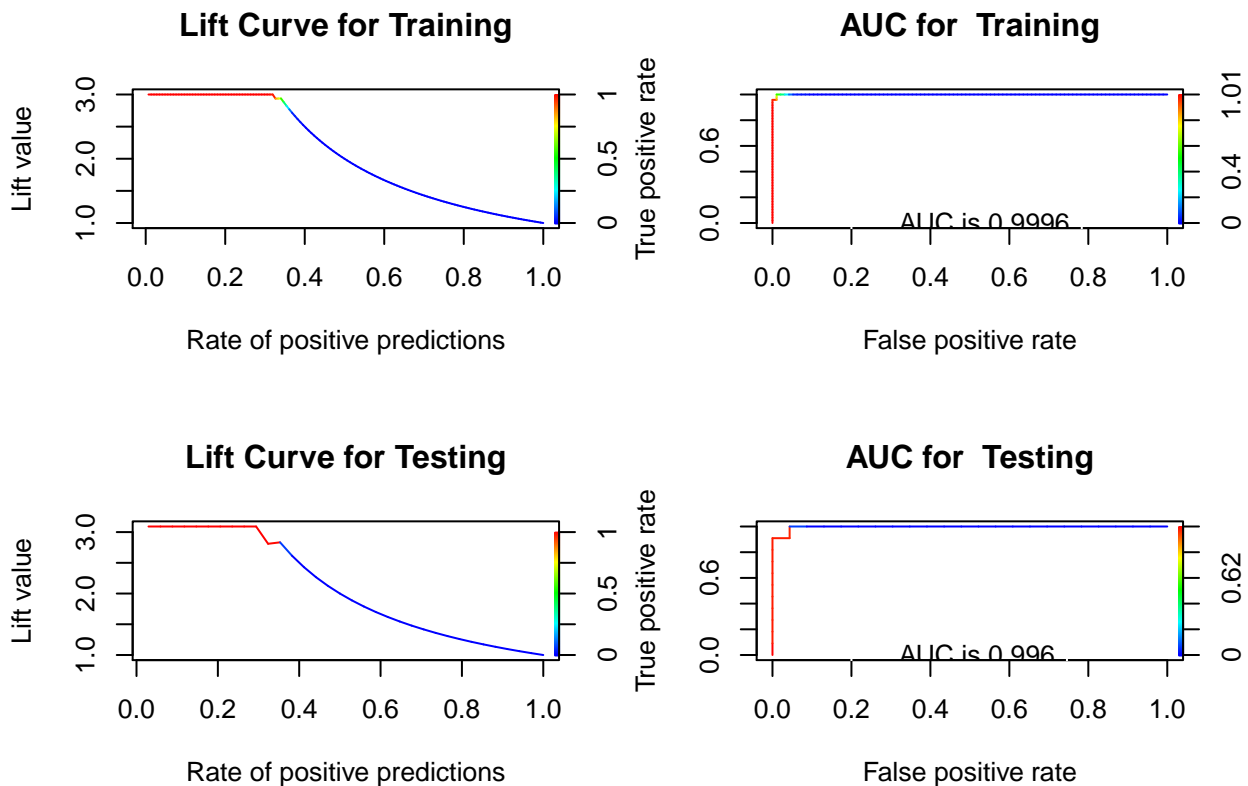 Lift Curve for Training
Lift value
1.0 2.0 3.0
0 0.5 1
0.0 0.2 0.4 0.6 0.8 1.0
Rate of positive predictions
AUC for  Training
True positive rate
0.0 0.6
AUC is 0.9996
0 0.4 1.01
0.0 0.2 0.4 0.6 0.8 1.0
False positive rate
Lift Curve for Testing
Lift value
1.0 2.0 3.0
0 0.5 1
0.0 0.2 0.4 0.6 0.8 1.0
Rate of positive predictions
AUC for  Testing
True positive rate
0.0 0.6
AUC is 0.996
0 0.62
0.0 0.2 0.4 0.6 0.8 1.0
False positive rate